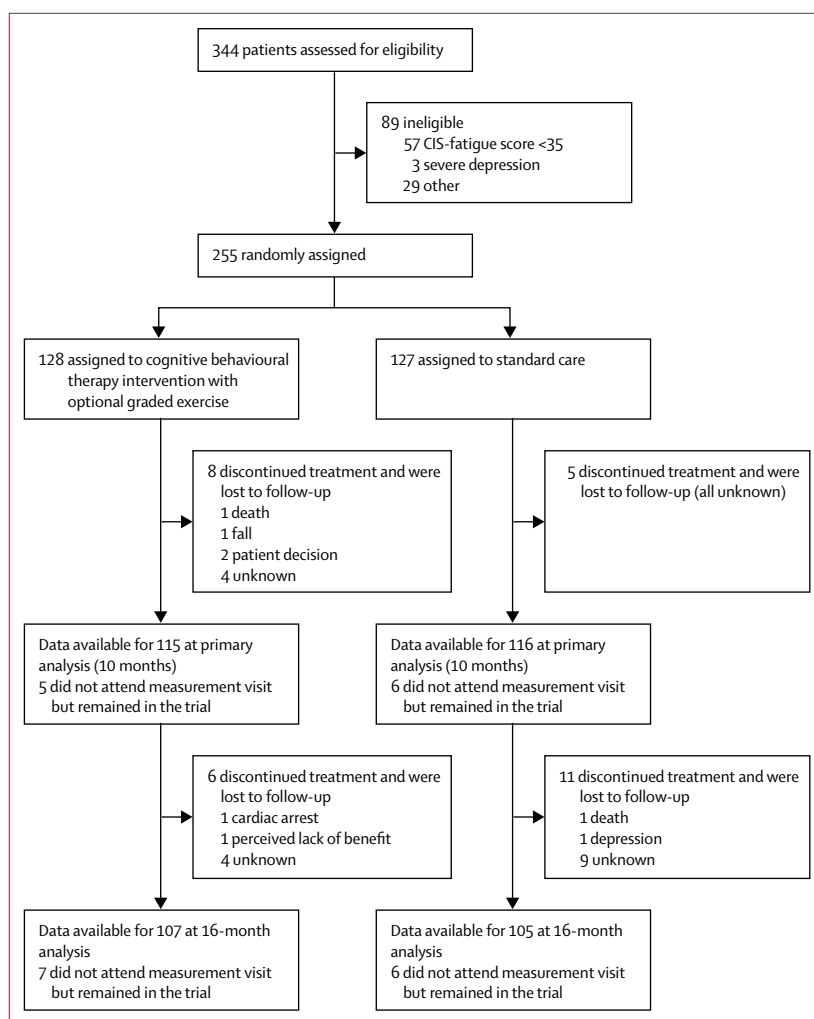 344 patients assessed for eligibility
89 ineligible
57 CIS-fatigue score <35
3 severe depression
29 other
255 randomly assigned
128 assigned to cognitive behavioural
therapy intervention with
optional graded exercise
127 assigned to standard care
8 discontinued treatment and were
lost to follow-up
1 death
1 fall
2 patient decision
4 unknown
5 discontinued treatment and were
lost to follow-up (all unknown)
Data available for 115 at primary
analysis (10 months)
5 did not attend measurement visit
but remained in the trial
Data available for 116 at primary
analysis (10 months)
6 did not attend measurement visit
but remained in the trial
6 discontinued treatment and were
lost to follow-up
1 cardiac arrest
1 perceived lack of benefit
4 unknown
11 discontinued treatment and were
lost to follow-up
1 death
1 depression
9 unknown
Data available for 107 at 16-month
analysis
7 did not attend measurement visit
but remained in the trial
Data available for 105 at 16-month
analysis
6 did not attend measurement visit
but remained in the trial